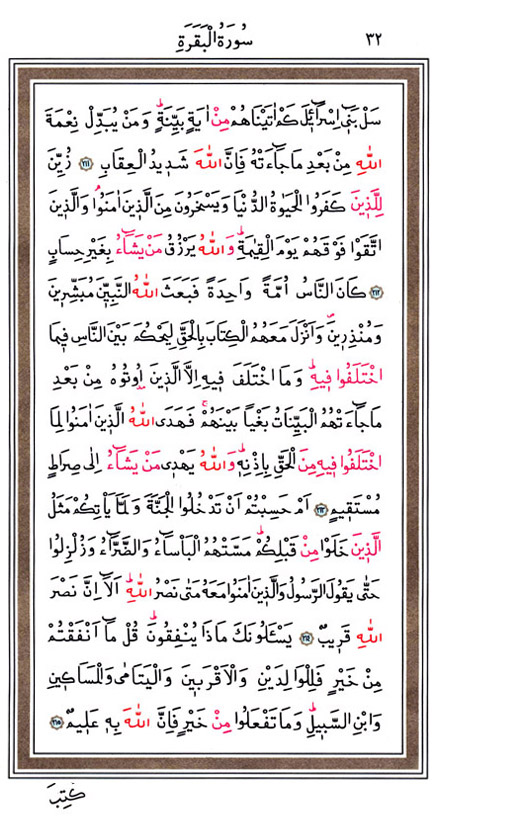 ٣٢ سُورَةُ الْبَقَرَةِ
سَلْ بَنِى اِسْرَائِلَ كَمْ اٰتَيْنَاهُمْ مِنْ اٰيَةٍ بَيِّنَةٍ وَمَنْ يُبَدِّلْ نِعْمَةَ
اللّٰهِ مِنْ بَعْدِ مَا جَاءَتْهُ فَاِنَّ اللّٰهَ شَدِيدُ الْعِقَابِ ﴿٢١١﴾ زُيِّنَ
لِلَّذِينَ كَفَرُوا الْحَيٰوةُ الدُّنْيَا وَيَسْخَرُونَ مِنَ الَّذِينَ اٰمَنُوا وَالَّذِينَ
اتَّقَوْا فَوْقَهُمْ يَوْمَ الْقِيٰمَةِ وَاللّٰهُ يَرْزُقُ مَنْ يَشَاءُ بِغَيْرِ حِسَابٍ
﴿٢١٢﴾ كَانَ النَّاسُ اُمَّةً وَاحِدَةً فَبَعَثَ اللّٰهُ النَّبِيّٖنَ مُبَشِّرِينَ
وَمُنْذِرِينَ وَاَنْزَلَ مَعَهُمُ الْكِتَابَ بِالْحَقِّ لِيَحْكُمَ بَيْنَ النَّاسِ فِيمَا
اخْتَلَفُوا فِيهِ وَمَا اخْتَلَفَ فِيهِ اِلَّا الَّذِينَ اُوتُوهُ مِنْ بَعْدِ
مَا جَاءَتْهُمُ الْبَيِّنَاتُ بَغْيًا بَيْنَهُمْ فَهَدَى اللّٰهُ الَّذِينَ اٰمَنُوا لِمَا
اخْتَلَفُوا فِيهِ مِنَ الْحَقِّ بِاِذْنِهٖ وَاللّٰهُ يَهْدِى مَنْ يَشَاءُ اِلٰى صِرَاطٍ
مُسْتَقِيمٍ ﴿٢١٣﴾ اَمْ حَسِبْتُمْ اَنْ تَدْخُلُوا الْجَنَّةَ وَلَمَّا يَاْتِكُمْ مَثَلُ
الَّذِينَ خَلَوْا مِنْ قَبْلِكُمْ مَسَّتْهُمُ الْبَاْسَاءُ وَالضَّرَّاءُ وَزُلْزِلُوا
حَتّٰى يَقُولَ الرَّسُولُ وَالَّذِينَ اٰمَنُوا مَعَهُ مَتٰى نَصْرُ اللّٰهِ اَلَا اِنَّ نَصْرَ
اللّٰهِ قَرِيبٌ ﴿٢١٤﴾ يَسْـَٔلُونَكَ مَاذَا يُنْفِقُونَ قُلْ مَا اَنْفَقْتُمْ
مِنْ خَيْرٍ فَلِلْوَالِدَيْنِ وَالْاَقْرَبِينَ وَالْيَتَامٰى وَالْمَسَاكِينِ
وَابْنِ السَّبِيلِ وَمَا تَفْعَلُوا مِنْ خَيْرٍ فَاِنَّ اللّٰهَ بِهٖ عَلِيمٌ ﴿٢١٥﴾
كُتِبَ